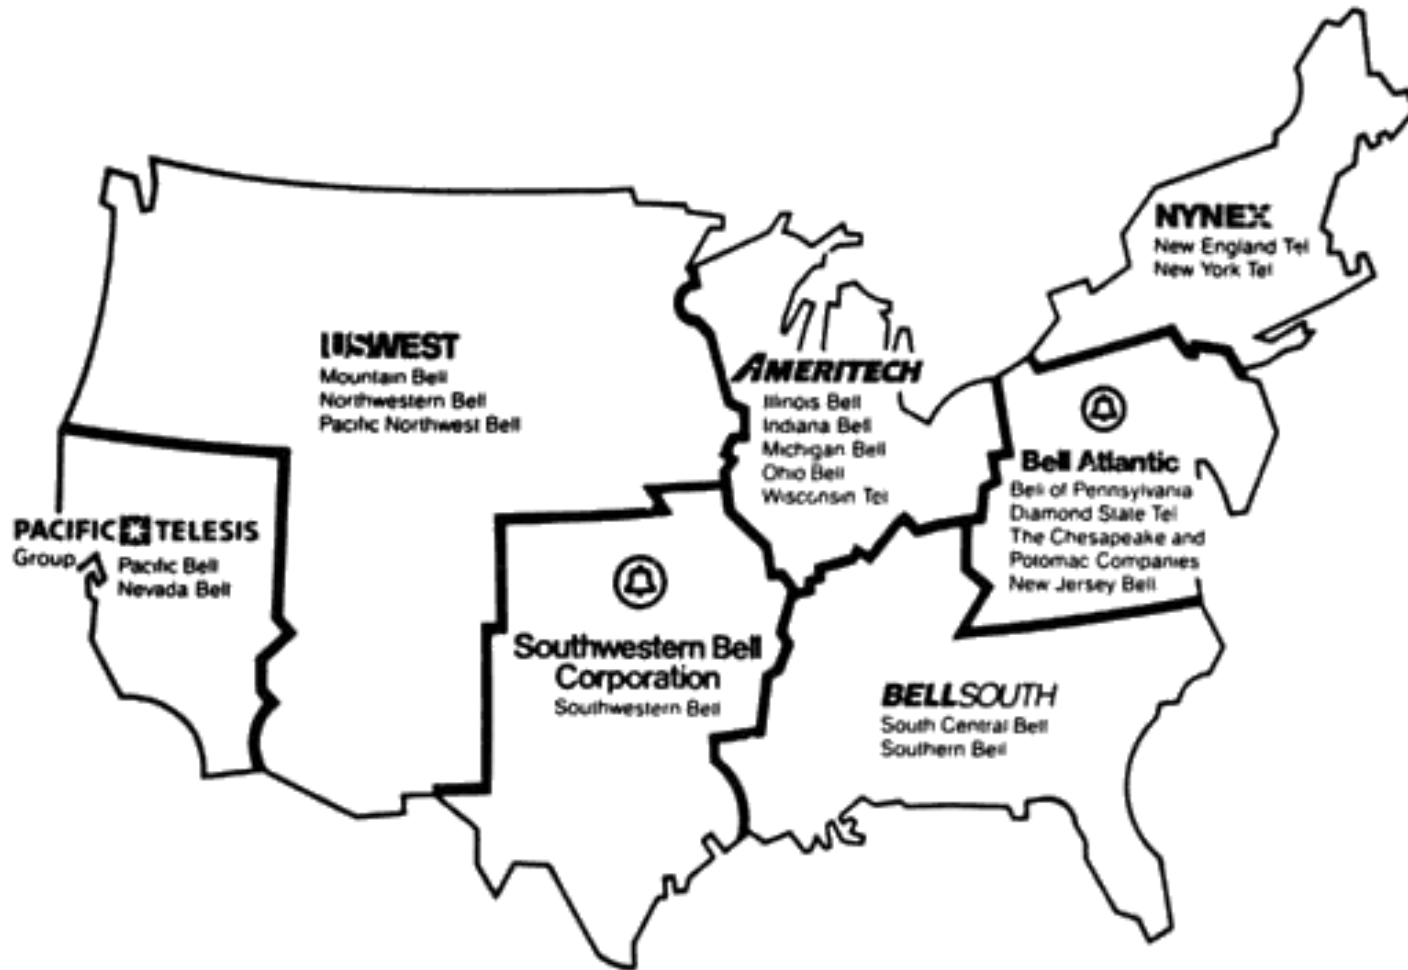 NYNEX
New England Tel
New York Tel
USWEST
Mountain Bell
Northwestern Bell
Pacific Northwest Bell
AMERITECH
Illinois Bell
Indiana Bell
Michigan Bell
Ohio Bell
Wisconsin Tel
Bell Atlantic
Bell of Pennsylvania
Diamond State Tel
The Chesapeake and
Potomac Companies
New Jersey Bell
PACIFIC TELESIS
Group
Pacific Bell
Nevada Bell
Southwestern Bell
Corporation
Southwestern Bell
BELLSOUTH
South Central Bell
Southern Bell